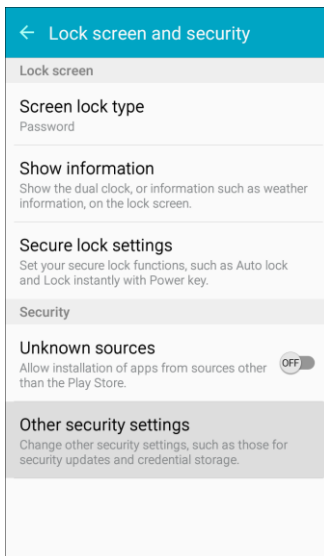 Lock screen and security
Lock screen
Screen lock type
Password
Show information
Show the dual clock, or information such as weather
information, on the lock screen.
Secure lock settings
Set your secure lock functions, such as Auto lock
and Lock instantly with Power key.
Security
Unknown sources
Allow installation of apps from sources other
than the Play Store.
OFF
Other security settings
Change other security settings, such as those for
security updates and credential storage.